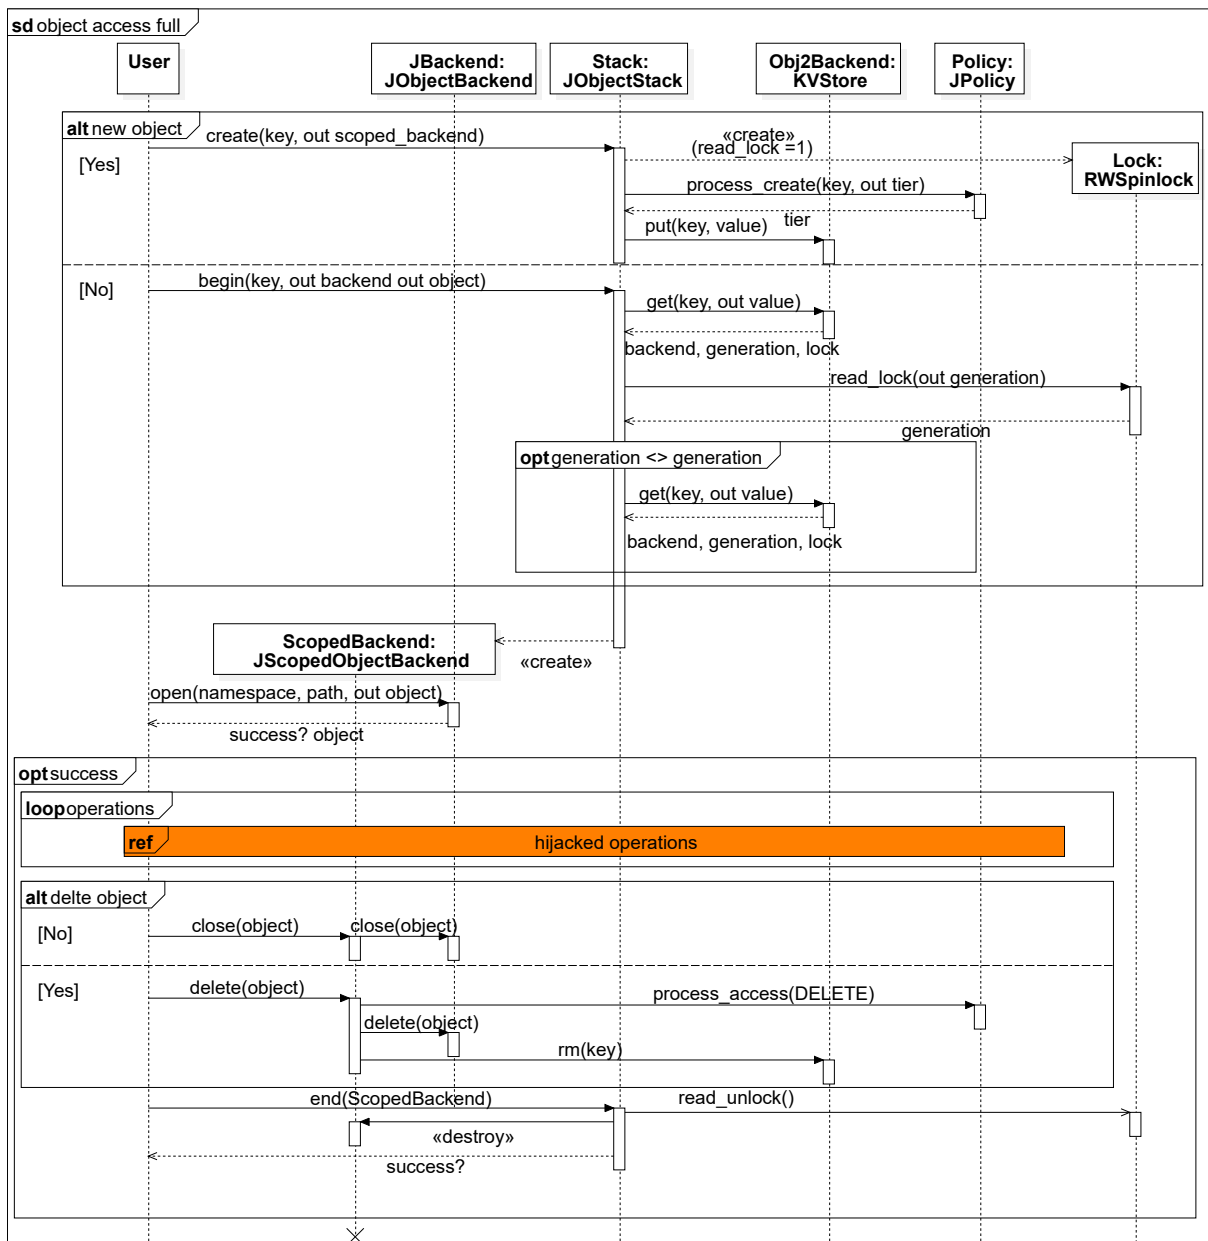 sd object access full
User
JBackend:
JObjectBackend
Stack:
JObjectStack
Obj2Backend:
KVStore
Policy:
JPolicy
alt new object
[Yes]
create(key, out scoped_backend)
«create»
(read_lock =1)
Lock:
RWSpinlock
process_create(key, out tier)
tier
put(key, value)
[No]
begin(key, out backend out object)
get(key, out value)
backend, generation, lock
read_lock(out generation)
generation
opt generation <> generation
get(key, out value)
backend, generation, lock
ScopedBackend:
JScopedObjectBackend
«create»
open(namespace, path, out object)
success? object
opt success
loop operations
ref
hijacked operations
alt delte object
[No]
close(object)
close(object)
[Yes]
delete(object)
process_access(DELETE)
delete(object)
rm(key)
end(ScopedBackend)
read_unlock()
«destroy»
success?